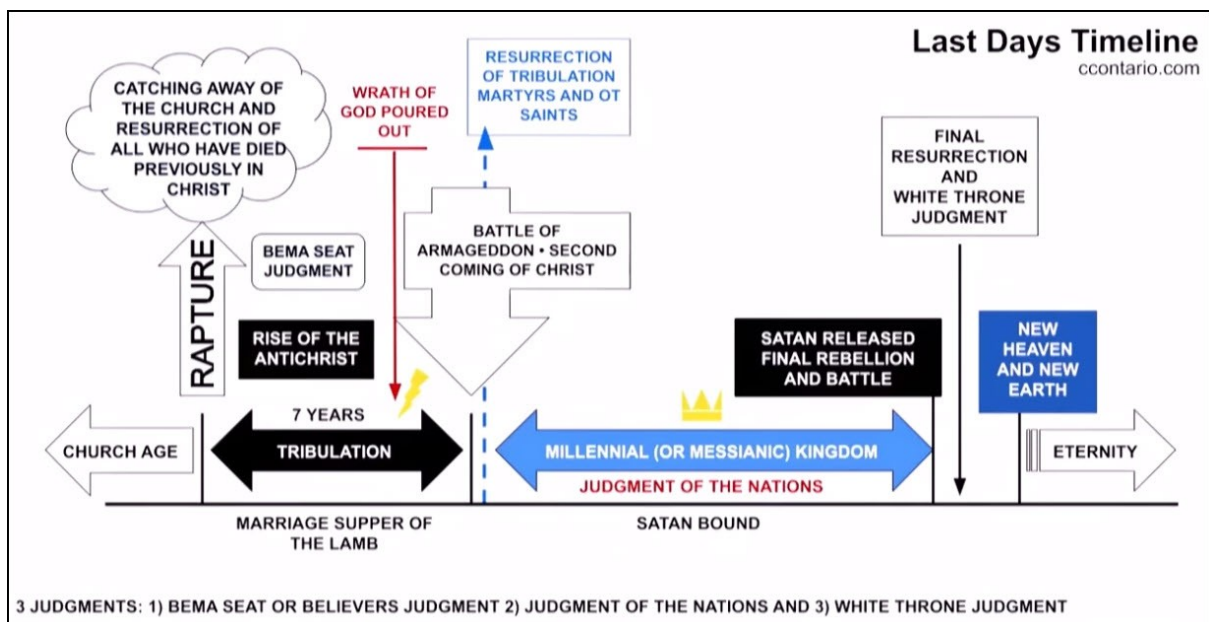 Last Days Timeline
ccontario.com
CATCHING AWAY OF
THE CHURCH AND
RESURRECTION OF
ALL WHO HAVE DIED
PREVIOUSLY IN
CHRIST
WRATH OF
GOD POURED
OUT
RESURRECTION
OF TRIBULATION
MARTYRS AND OT
SAINTS
FINAL
RESURRECTION
AND
WHITE THRONE
JUDGMENT
RAPTURE
BEMA SEAT
JUDGMENT
BATTLE OF
ARMAGEDDON • SECOND
COMING OF CHRIST
RISE OF THE
ANTICHRIST
SATAN RELEASED
FINAL REBELLION
AND BATTLE
NEW
HEAVEN
AND NEW
EARTH
CHURCH AGE
7 YEARS
TRIBULATION
MILLENNIAL (OR MESSIANIC) KINGDOM
ETERNITY
JUDGMENT OF THE NATIONS
MARRIAGE SUPPER OF
THE LAMB
SATAN BOUND
3 JUDGMENTS: 1) BEMA SEAT OR BELIEVERS JUDGMENT 2) JUDGMENT OF THE NATIONS AND 3) WHITE THRONE JUDGMENT